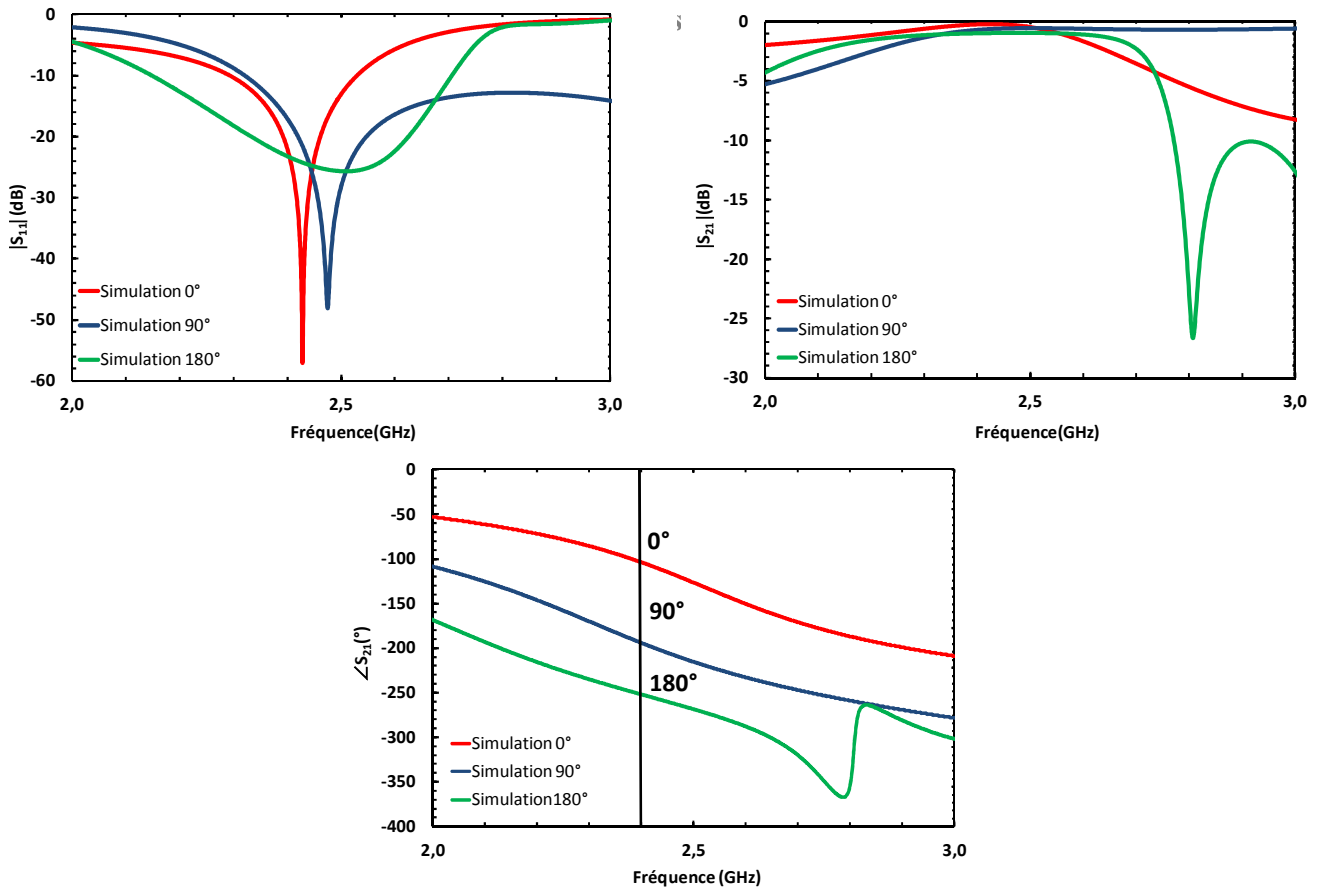 0
-10
-20
-30
-40
-50
-60
|S11| (dB)
Simulation 0°
Simulation 90°
Simulation 180°
2,0
2,5
3,0
Fréquence(GHz)
0
-5
-10
-15
-20
-25
-30
|S21| (dB)
Simulation 0°
Simulation 90°
Simulation 180°
2,0
2,5
3,0
Fréquence(GHz)
0
-50
-100
-150
-200
-250
-300
-350
-400
∠S21(°)
0°
90°
180°
Simulation 0°
Simulation 90°
Simulation180°
2,0
2,5
3,0
Fréquence (GHz)